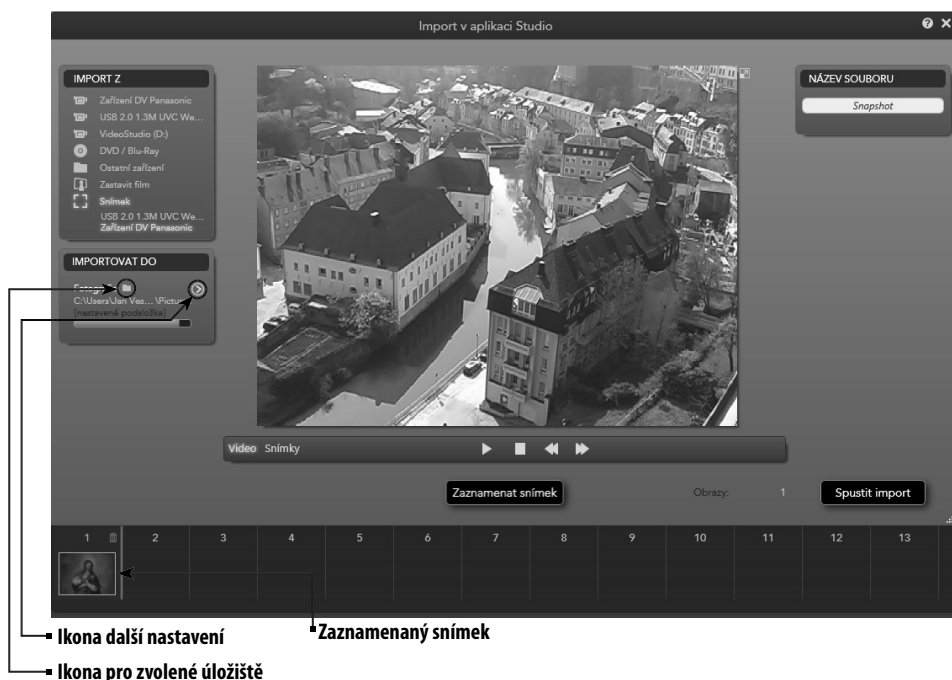 Import v aplikaci Studio
IMPORT Z
Zařízení DV Panasonic
USB 2.0 1.3M UVC We...
VideoStudio (D:)
DVD / Blu-Ray
Ostatní zařízení
Zastavit film
Snímek
USB 2.0 1.3M UVC We...
Zařízení DV Panasonic
IMPORTOVAT DO
C:\Users\Jan Ves... \Pictu
[nastavená podsložka]
NÁZEV SOUBORU
Snapshot
Video Snímky
Zaznamenat snímek
Obrazy: 1
Spustit import
1 2 3 4 5 6 7 8 9 10 11 12 13
Ikona další nastavení
Zaznamenaný snímek
Ikona pro zvolené úložiště